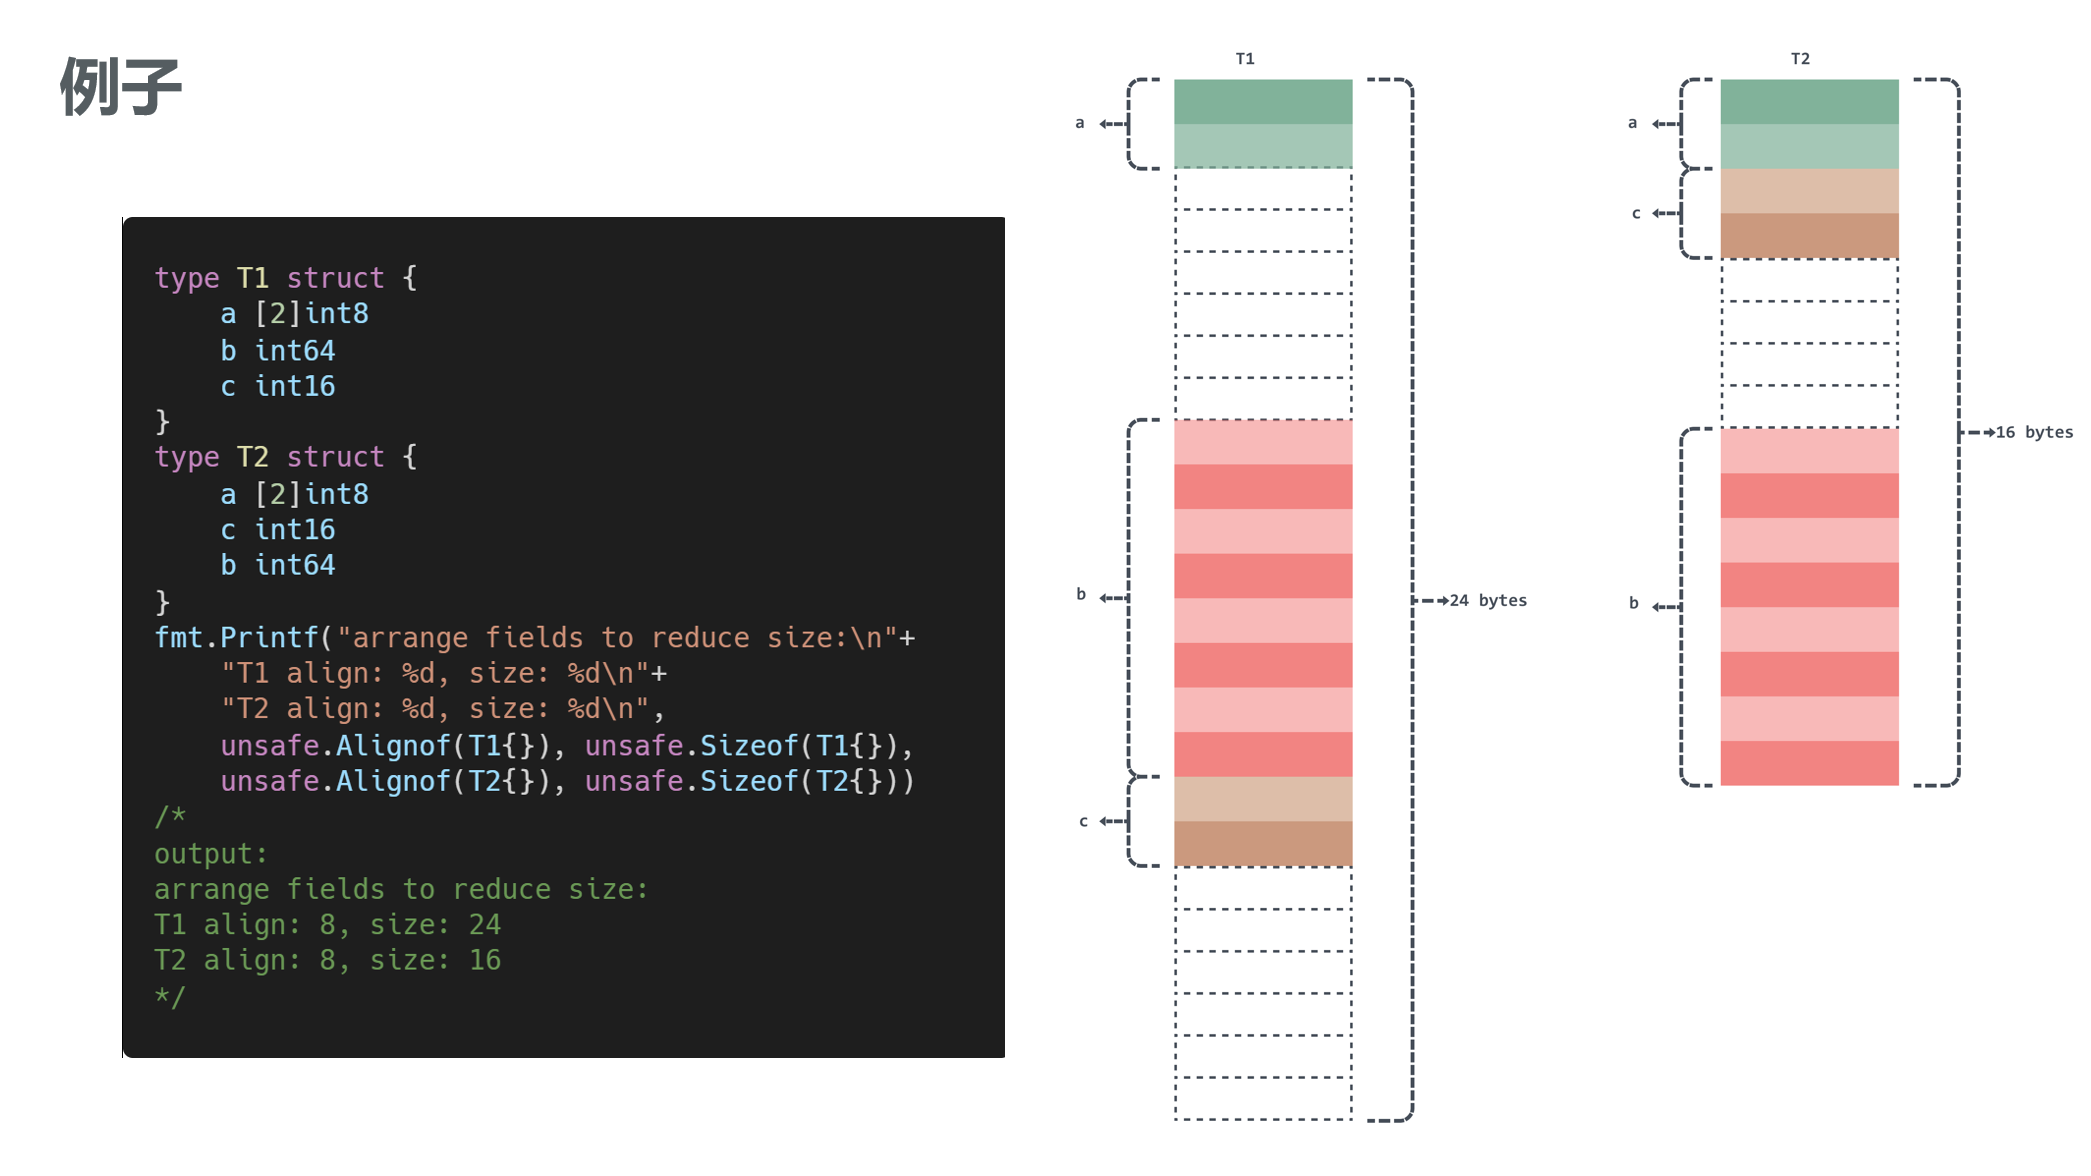 例子
type T1 struct {
    a [2]int8
    b int64
    c int16
}
type T2 struct {
    a [2]int8
    c int16
    b int64
}
fmt.Printf("arrange fields to reduce size:\n"+
    "T1 align: %d, size: %d\n"+
    "T2 align: %d, size: %d\n",
    unsafe.Alignof(T1{}), unsafe.Sizeof(T1{}),
    unsafe.Alignof(T2{}), unsafe.Sizeof(T2{}))
/*
output:
arrange fields to reduce size:
T1 align: 8, size: 24
T2 align: 8, size: 16
*/
T1
a
b
c
24 bytes
T2
a
c
b
16 bytes